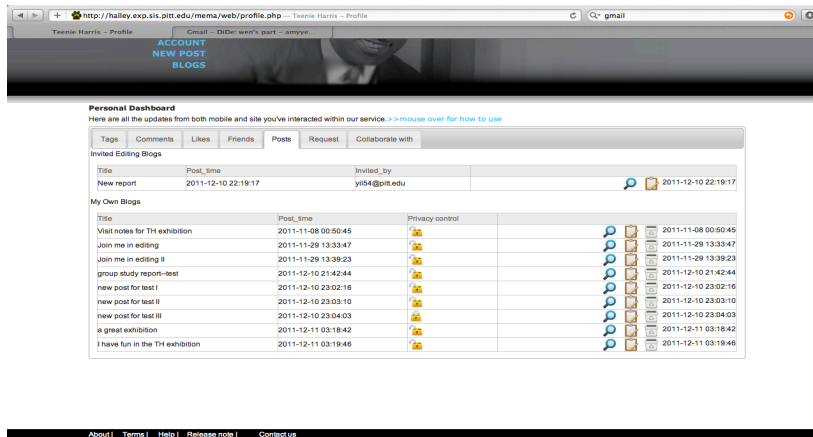 http://halley.exp.sis.pitt.edu/mema/web/profile.php — Teenie Harris – Profile gmail
Teenie Harris – Profile Gmail – DiDe: wen's part – amyye...
ACCOUNT
NEW POST
BLOGS
Personal Dashboard
Here are all the updates from both mobile and site you've interacted within our service.>>mouse over for how to use
Tags Comments Likes Friends Posts Request Collaborate with
Invited Editing Blogs
Title Post_time Invited_by
New report 2011-12-10 22:19:17 yil54@pitt.edu 2011-12-10 22:19:17
My Own Blogs
Title Post_time Privacy control
Visit notes for TH exhibition 2011-11-08 00:50:45 2011-11-08 00:50:45
Join me in editing 2011-11-29 13:33:47 2011-11-29 13:33:47
Join me in editing II 2011-11-29 13:39:23 2011-11-29 13:39:23
group study report--test 2011-12-10 21:42:44 2011-12-10 21:42:44
new post for test I 2011-12-10 23:02:16 2011-12-10 23:02:16
new post for test II 2011-12-10 23:03:10 2011-12-10 23:03:10
new post for test III 2011-12-10 23:04:03 2011-12-10 23:04:03
a great exhibition 2011-12-11 03:18:42 2011-12-11 03:18:42
I have fun in the TH exhibition 2011-12-11 03:19:46 2011-12-11 03:19:46
About| Terms| Help| Release note| Contact us